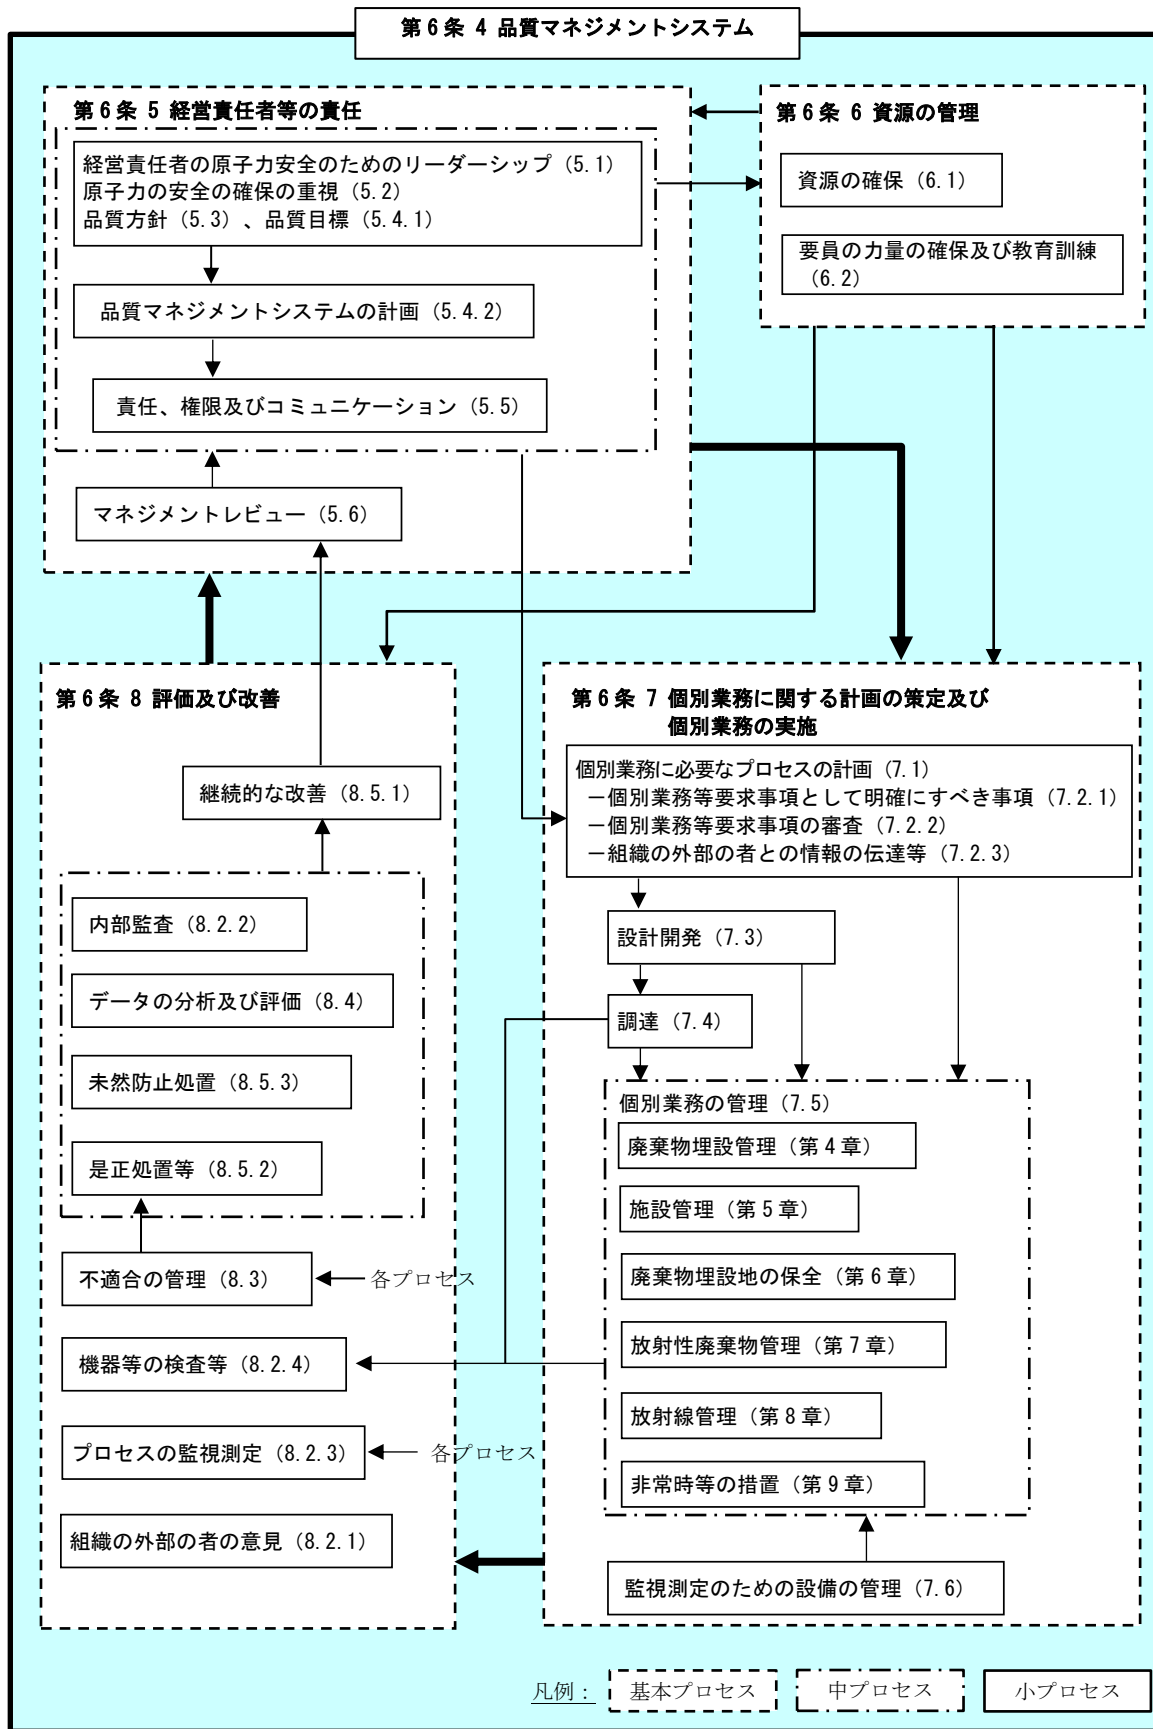 第6条 4 品質マネジメントシステム
第6条 5 経営責任者等の責任
経営責任者の原子力安全のためのリーダーシップ（5.1）
原子力の安全の確保の重視（5.2）
品質方針（5.3）、品質目標（5.4.1）
品質マネジメントシステムの計画（5.4.2）
責任、権限及びコミュニケーション（5.5）
マネジメントレビュー（5.6）
第6条 6 資源の管理
資源の確保（6.1）
要員の力量の確保及び教育訓練
（6.2）
第6条 8 評価及び改善
継続的な改善（8.5.1）
内部監査（8.2.2）
データの分析及び評価（8.4）
未然防止処置（8.5.3）
是正処置等（8.5.2）
不適合の管理（8.3）
各プロセス
機器等の検査等（8.2.4）
プロセスの監視測定（8.2.3）
各プロセス
組織の外部の者の意見（8.2.1）
第6条 7 個別業務に関する計画の策定及び
個別業務の実施
個別業務に必要なプロセスの計画（7.1）
－個別業務等要求事項として明確にすべき事項（7.2.1）
－個別業務等要求事項の審査（7.2.2）
－組織の外部の者との情報の伝達等（7.2.3）
設計開発（7.3）
調達（7.4）
個別業務の管理（7.5）
廃棄物埋設管理（第4章）
施設管理（第5章）
廃棄物埋設地の保全（第6章）
放射性廃棄物管理（第7章）
放射線管理（第8章）
非常時等の措置（第9章）
監視測定のための設備の管理（7.6）
凡例：
基本プロセス
中プロセス
小プロセス